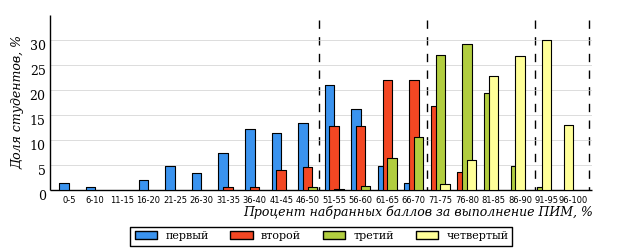 Доля студентов, %
30
25
20
15
10
5
0
0-5 6-10 11-15 16-20 21-25 26-30 31-35 36-40 41-45 46-50 51-55 56-60 61-65 66-70 71-75 76-80 81-85 86-90 91-95 96-100
Процент набранных баллов за выполнение ПИМ, %
первый второй третий четвертый